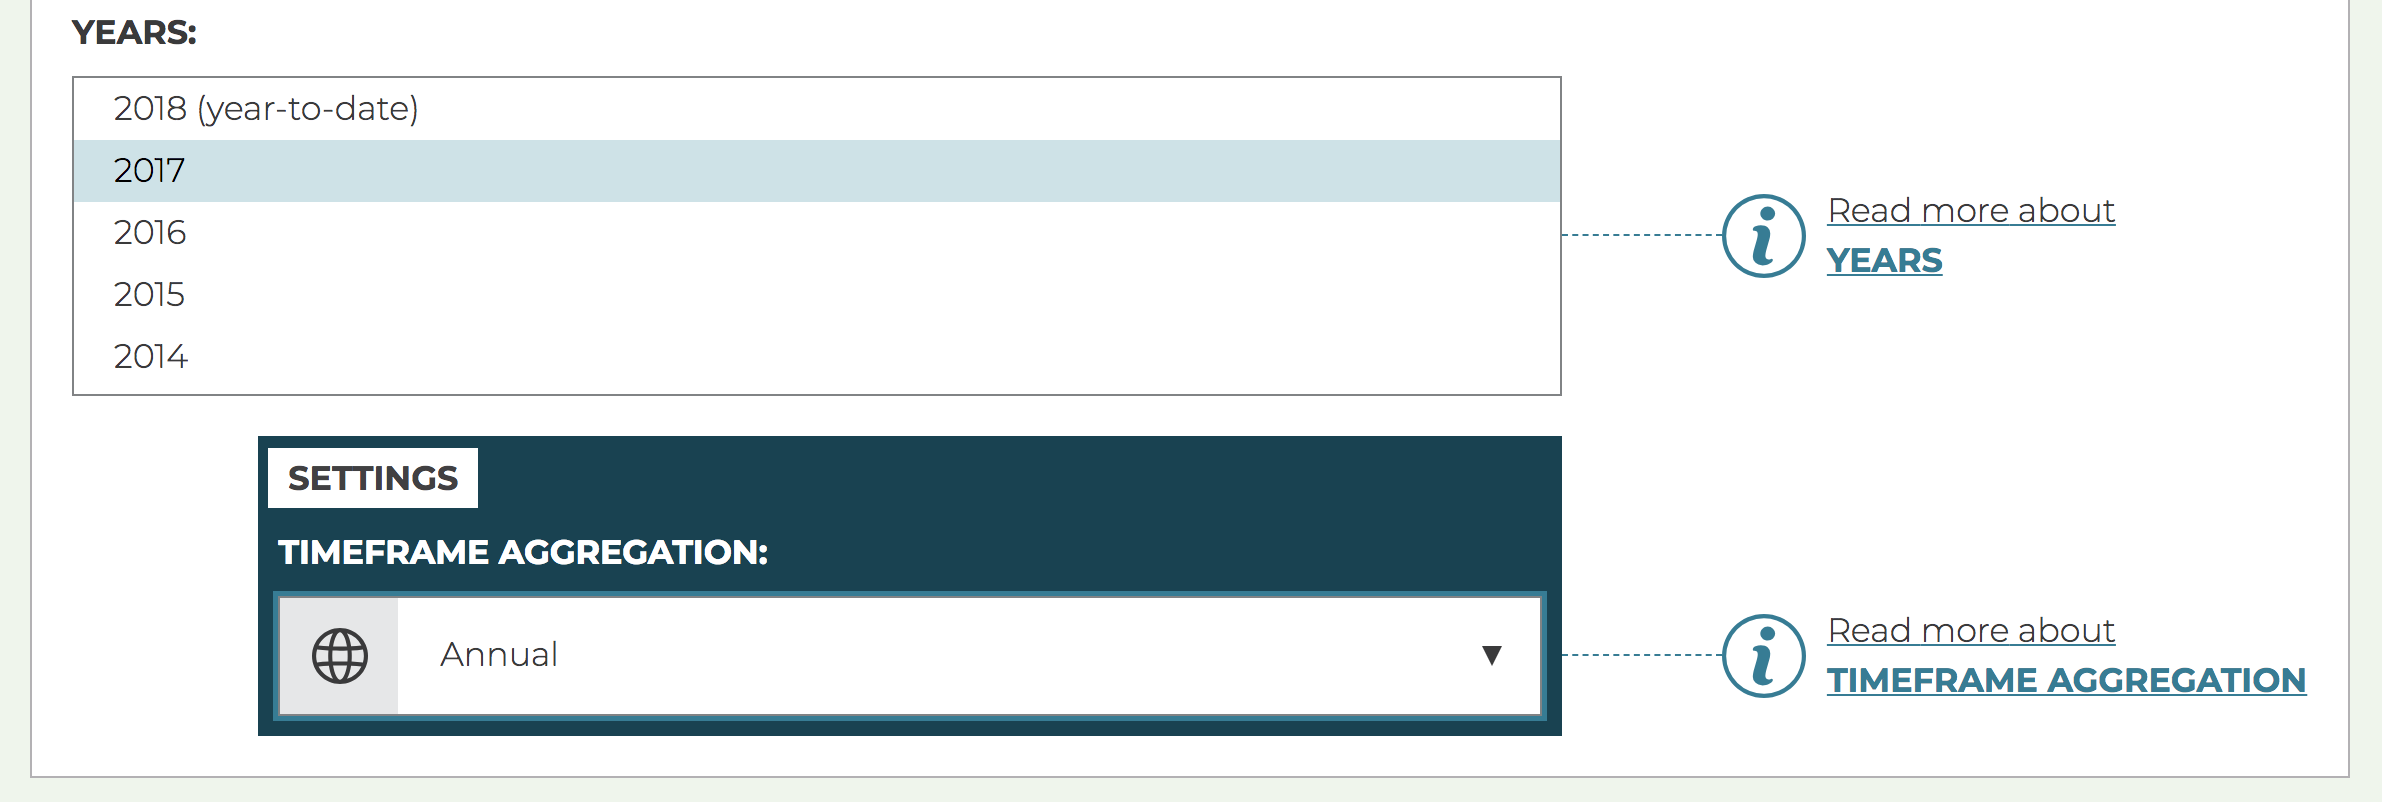 YEARS:
2018 (year-to-date)
2017
2016
2015
2014
Read more about
YEARS
SETTINGS
TIMEFRAME AGGREGATION:
Annual
Read more about
TIMEFRAME AGGREGATION